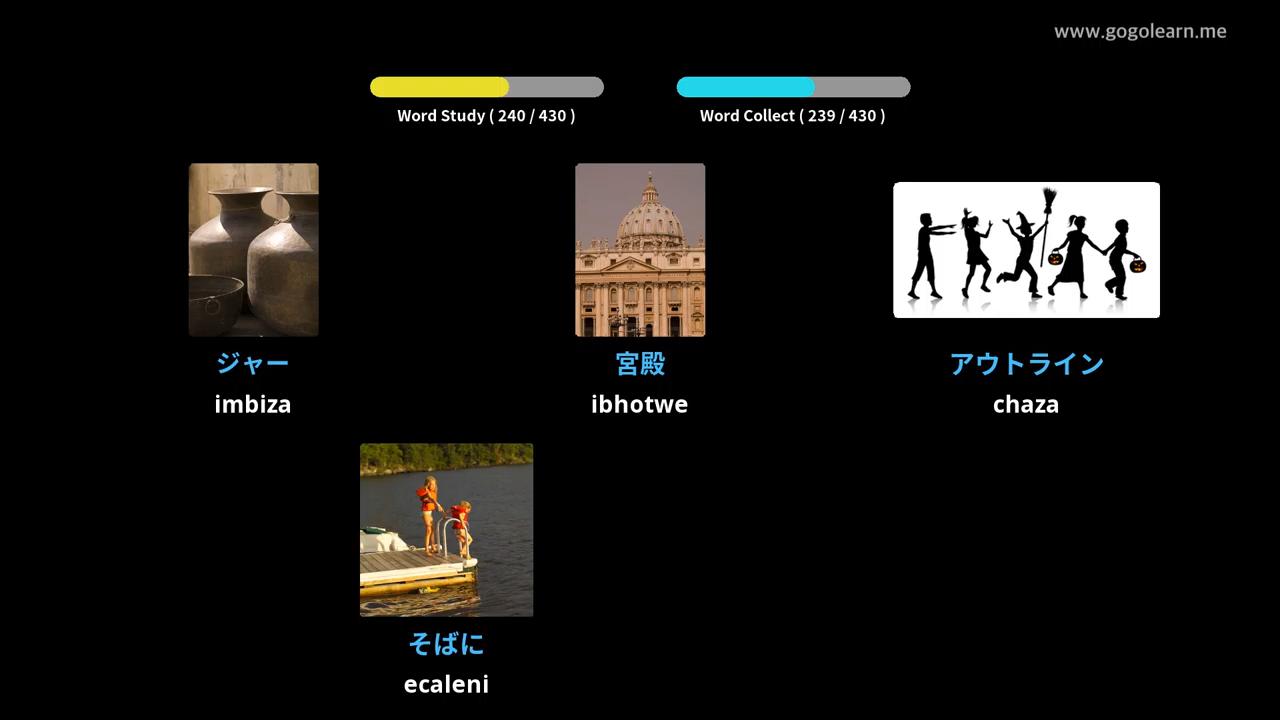 www.gogolearn.me
Word Study ( 240 / 430 )
Word Collect ( 239 / 430 )
ジャー
imbiza
宮殿
ibhotwe
アウトライン
chaza
そばに
ecaleni